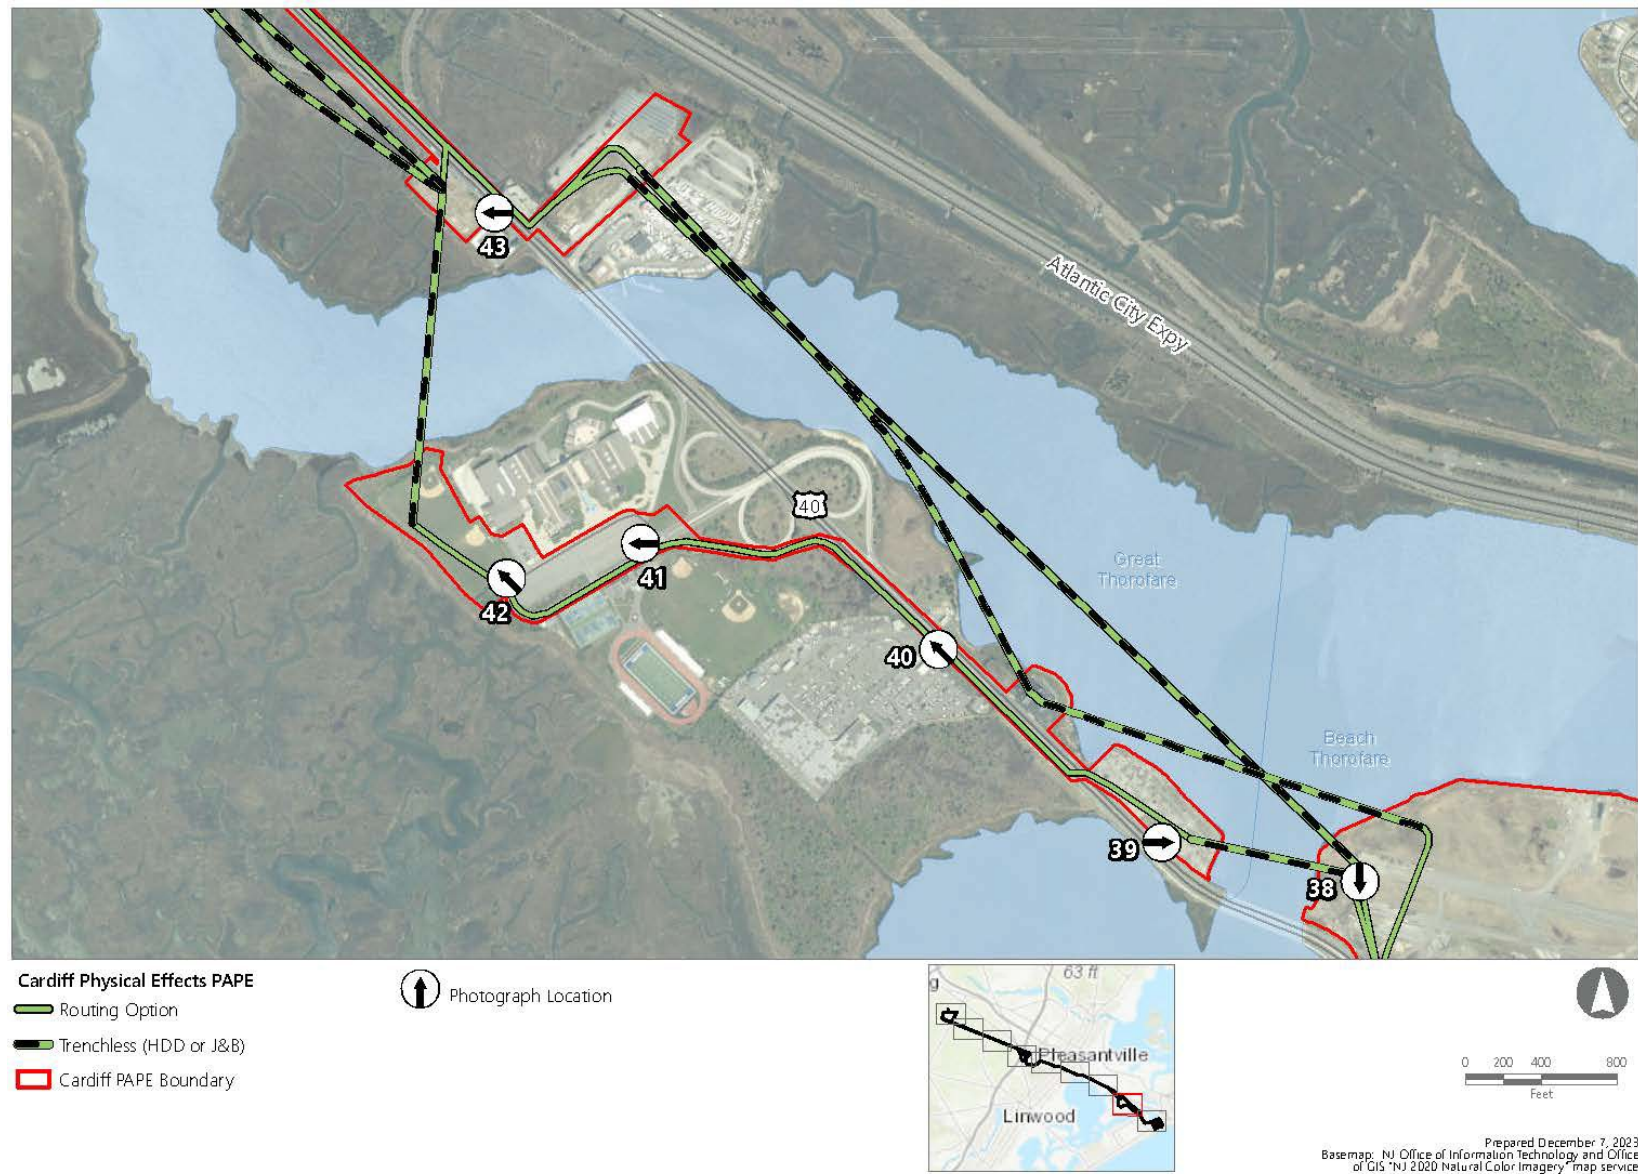 43
Atlantic City Expy
40
Great
Thorofare
41
42
40
Beach
Thorofare
39
38
Cardiff Physical Effects PAPE
Routing Option
Trenchless (HDD or J&B)
Cardiff PAPE Boundary
Photograph Location
63 ft
g
Pleasantville
Linwood
0 200 400 800
Feet
Prepared December 7, 2023
Basemap: NJ Office of Information Technology and Office
of GIS "NJ 2020 Natural Color Imagery" map service